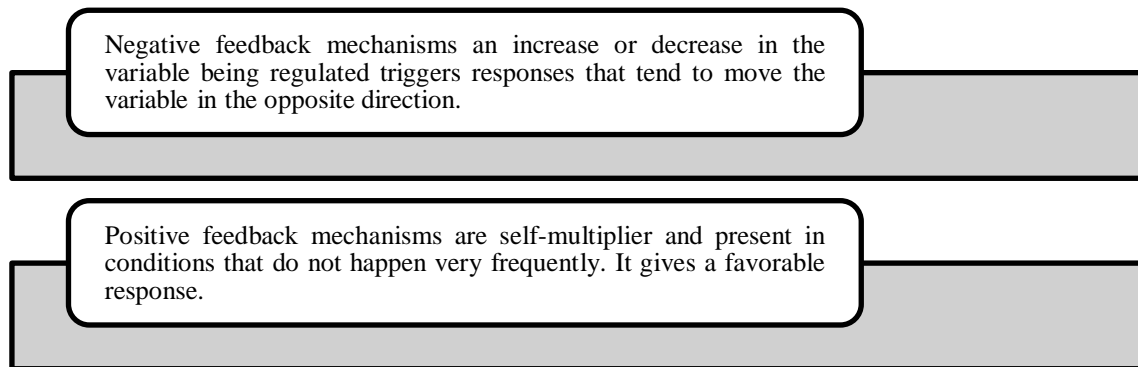 Negative feedback mechanisms an increase or decrease in the
variable being regulated triggers responses that tend to move the
variable in the opposite direction.
Positive feedback mechanisms are self-multiplier and present in
conditions that do not happen very frequently. It gives a favorable
response.